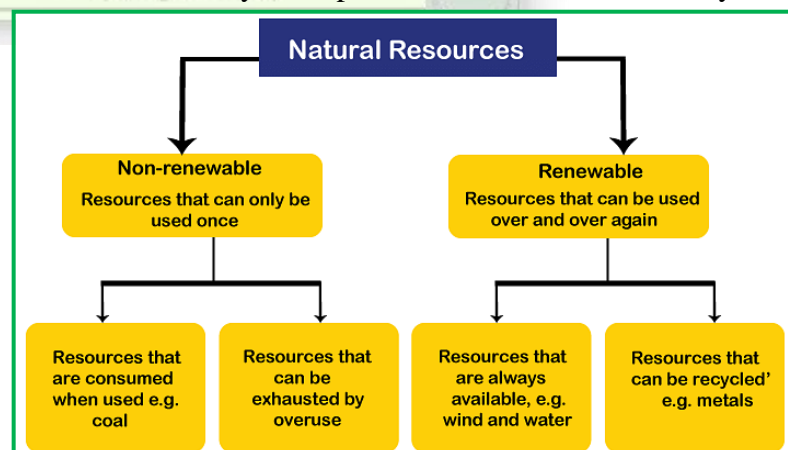 Natural Resources
Non-renewable
Resources that can only be
used once
Renewable
Resources that can be used
over and over again
Resources that
are consumed
when used e.g.
coal
Resources that
can be
exhausted by
overuse
Resources that
are always
available, e.g.
wind and water
Resources that
can be recycled’
e.g. metals